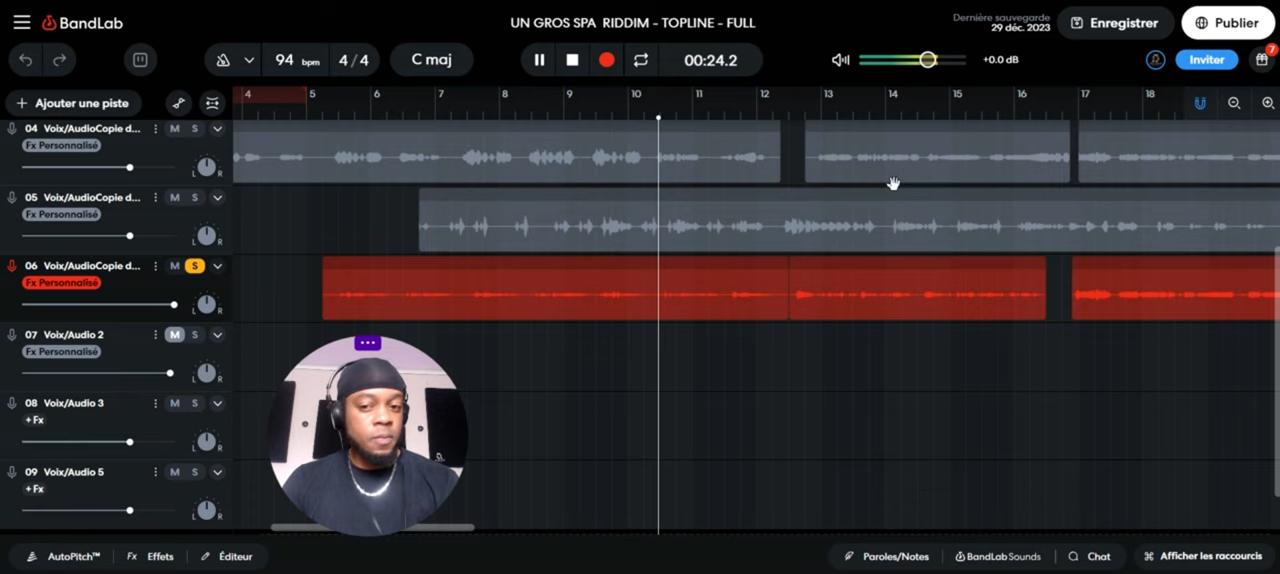 BandLab
UN GROS SPA RIDDIM - TOPLINE - FULL
Dernière sauvegarde
29 déc. 2023
Enregistrer
Publier
94 bpm
4 / 4
C maj
00:24.2
+0.0 dB
Inviter
7
+ Ajouter une piste
4 5 6 7 8 9 10 11 12 13 14 15 16 17 18
04 Voix/AudioCopie d... M S
Fx Personnalisé
L R
05 Voix/AudioCopie d... M S
Fx Personnalisé
L R
06 Voix/AudioCopie d... M S
Fx Personnalisé
L R
07 Voix/Audio 2 M S
Fx Personnalisé
L R
08 Voix/Audio 3 M S
+ Fx
L R
09 Voix/Audio 5 M S
+ Fx
L R
AutoPitch™ Fx Effets Éditeur Paroles/Notes BandLab Sounds Chat Afficher les raccourcis